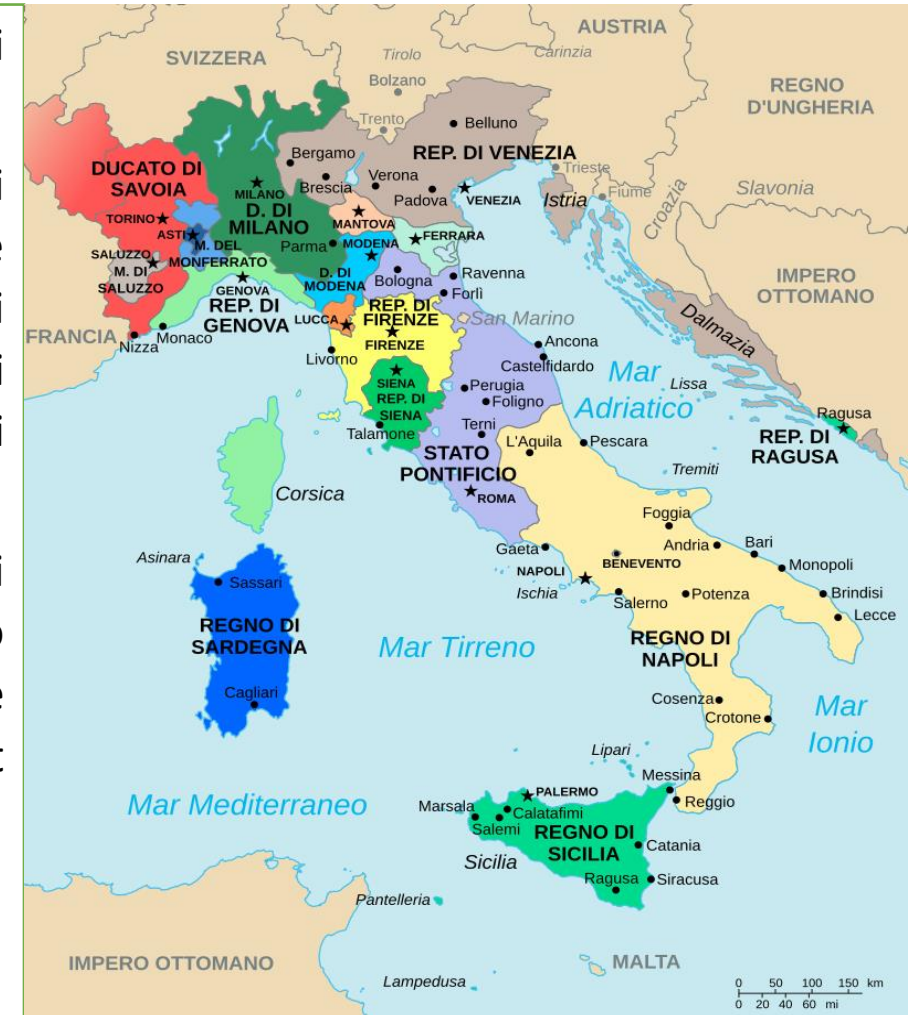 AUSTRIA
SVIZZERA
Tirolo
Carinzia
Bolzano
REGNO
D'UNGHERIA
Trento
Belluno
Bergamo
REP. DI VENEZIA
DUCATO DI
SAVOIA
Brescia
Verona
Padova
Trieste
VENEZIA
Istria
Fiume
Croazia
Slavonia
MILANO
D. DI
MILANO
MANTOVA
TORINO
ASTI
Parma
MODENA
FERRARA
SALUZZO
M. DI
SALUZZO
M. DEL
MONFERRATO
D. DI
MODENA
Bologna
Ravenna
Forlì
IMPERO
OTTOMANO
GENOVA
REP. DI
GENOVA
LUCCA
REP. DI
FIRENZE
FIRENZE
San Marino
Dalmazia
FRANCIA
Nizza
Monaco
Livorno
Ancona
Castelfidardo
SIENA
REP. DI
SIENA
Perugia
Foligno
Mar
Adriatico
Lissa
Talamone
Terni
L'Aquila
Pescara
Ragusa
REP. DI
RAGUSA
STATO
PONTIFICIO
ROMA
Tremiti
Corsica
Foggia
Andria
Bari
Monopoli
Gaeta
BENEVENTO
Asinara
Sassari
NAPOLI
Ischia
Salerno
Potenza
Brindisi
Lecce
REGNO DI
SARDEGNA
Mar Tirreno
REGNO DI
NAPOLI
Cagliari
Cosenza
Crotone
Mar
Ionio
Lipari
Messina
Reggio
Mar Mediterraneo
PALERMO
Marsala
Calatafimi
Salemi
REGNO DI
SICILIA
Catania
Sicilia
Ragusa
Siracusa
Pantelleria
IMPERO OTTOMANO
MALTA
Lampedusa
0 50 100 150 km
0 20 40 60 mi